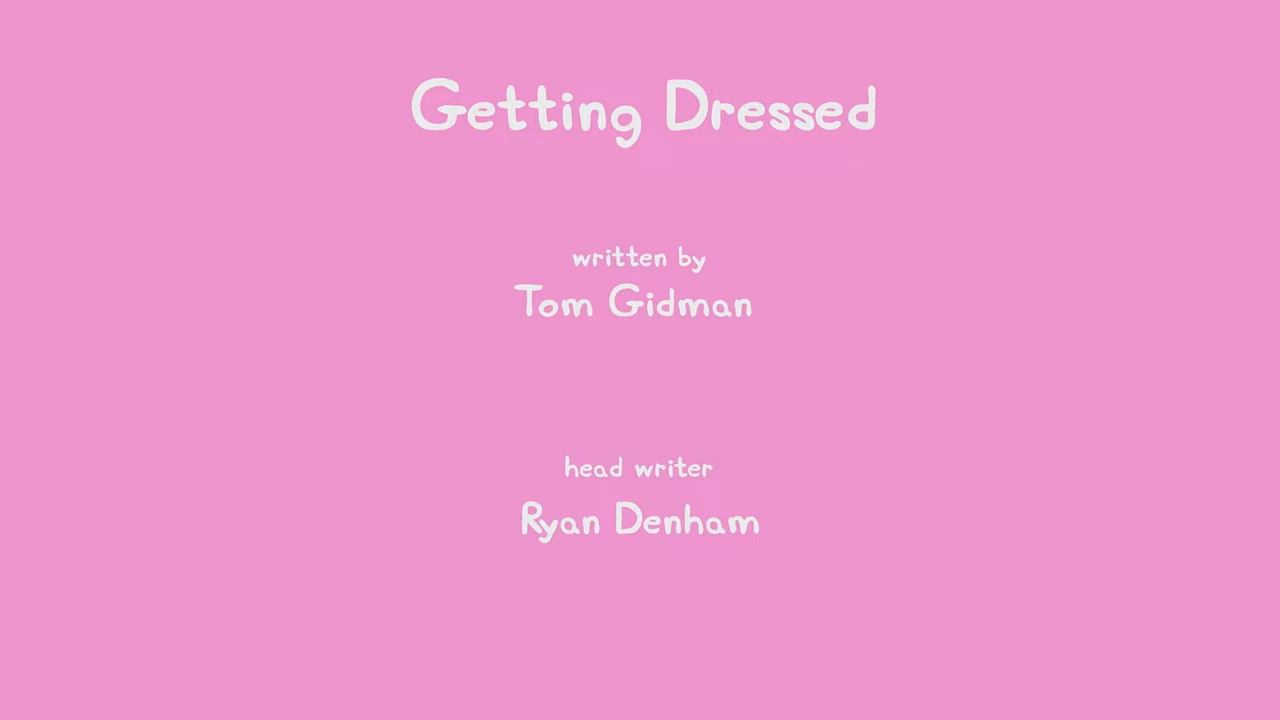 Getting Dressed
written by
Tom Gidman
head writer
Ryan Denham